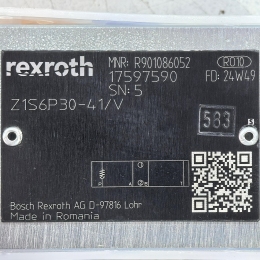 rexroth
MNR: R901086052 RD10
17597590 FD: 24W49
SN: 5
Z1S6P30-41/V
583
Bosch Rexroth AG D-97816 Lohr
Made in Romania